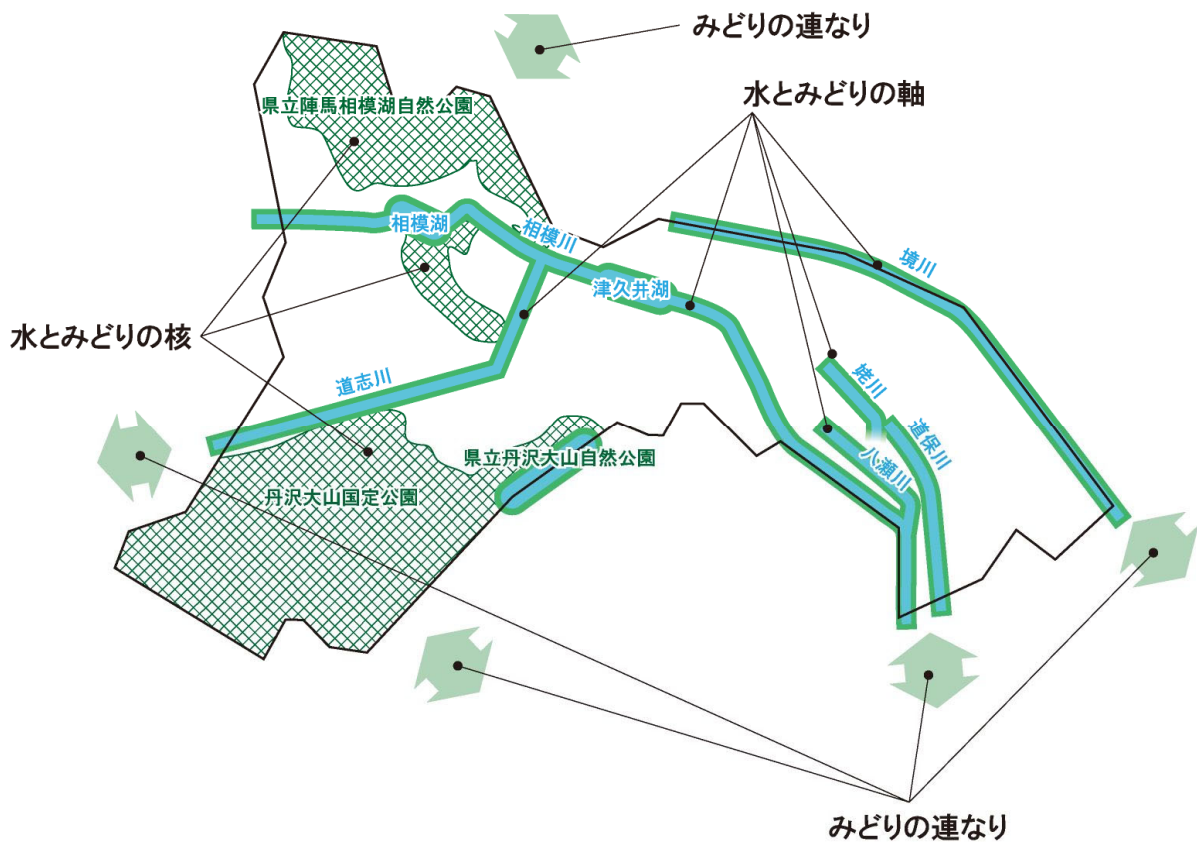 みどりの連なり
水とみどりの軸
県立陣馬相模湖自然公園
相模湖
相模川
境川
津久井湖
水とみどりの核
道志川
姥川
道保川
八瀬川
県立丹沢大山自然公園
丹沢大山国定公園
みどりの連なり